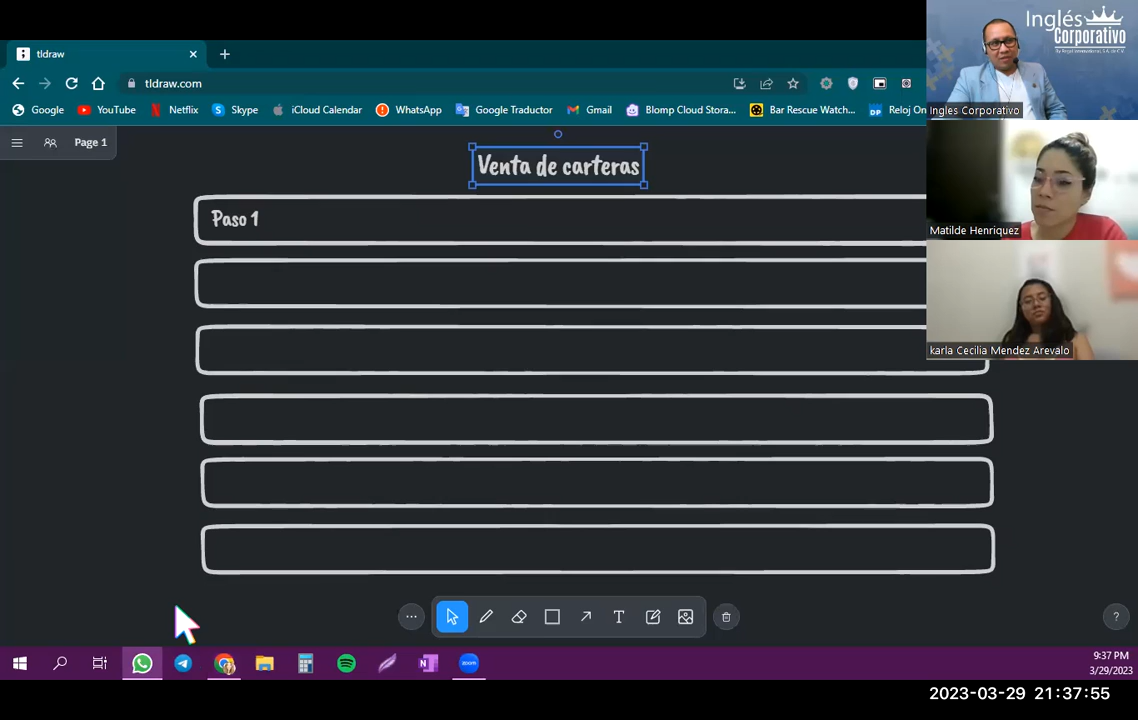 tldraw
tldraw.com
Google
YouTube
Netflix
Skype
iCloud Calendar
WhatsApp
Google Traductor
Gmail
Blomp Cloud Stora...
Bar Rescue Watch...
Reloj On
Page 1
Venta de carteras
Paso 1
Inglés
Corporativo
Ingles Corporativo
Matilde Henriquez
karla Cecilia Mendez Arevalo
T
?
N
zoom
9:37 PM
3/29/2023
2023-03-29 21:37:55